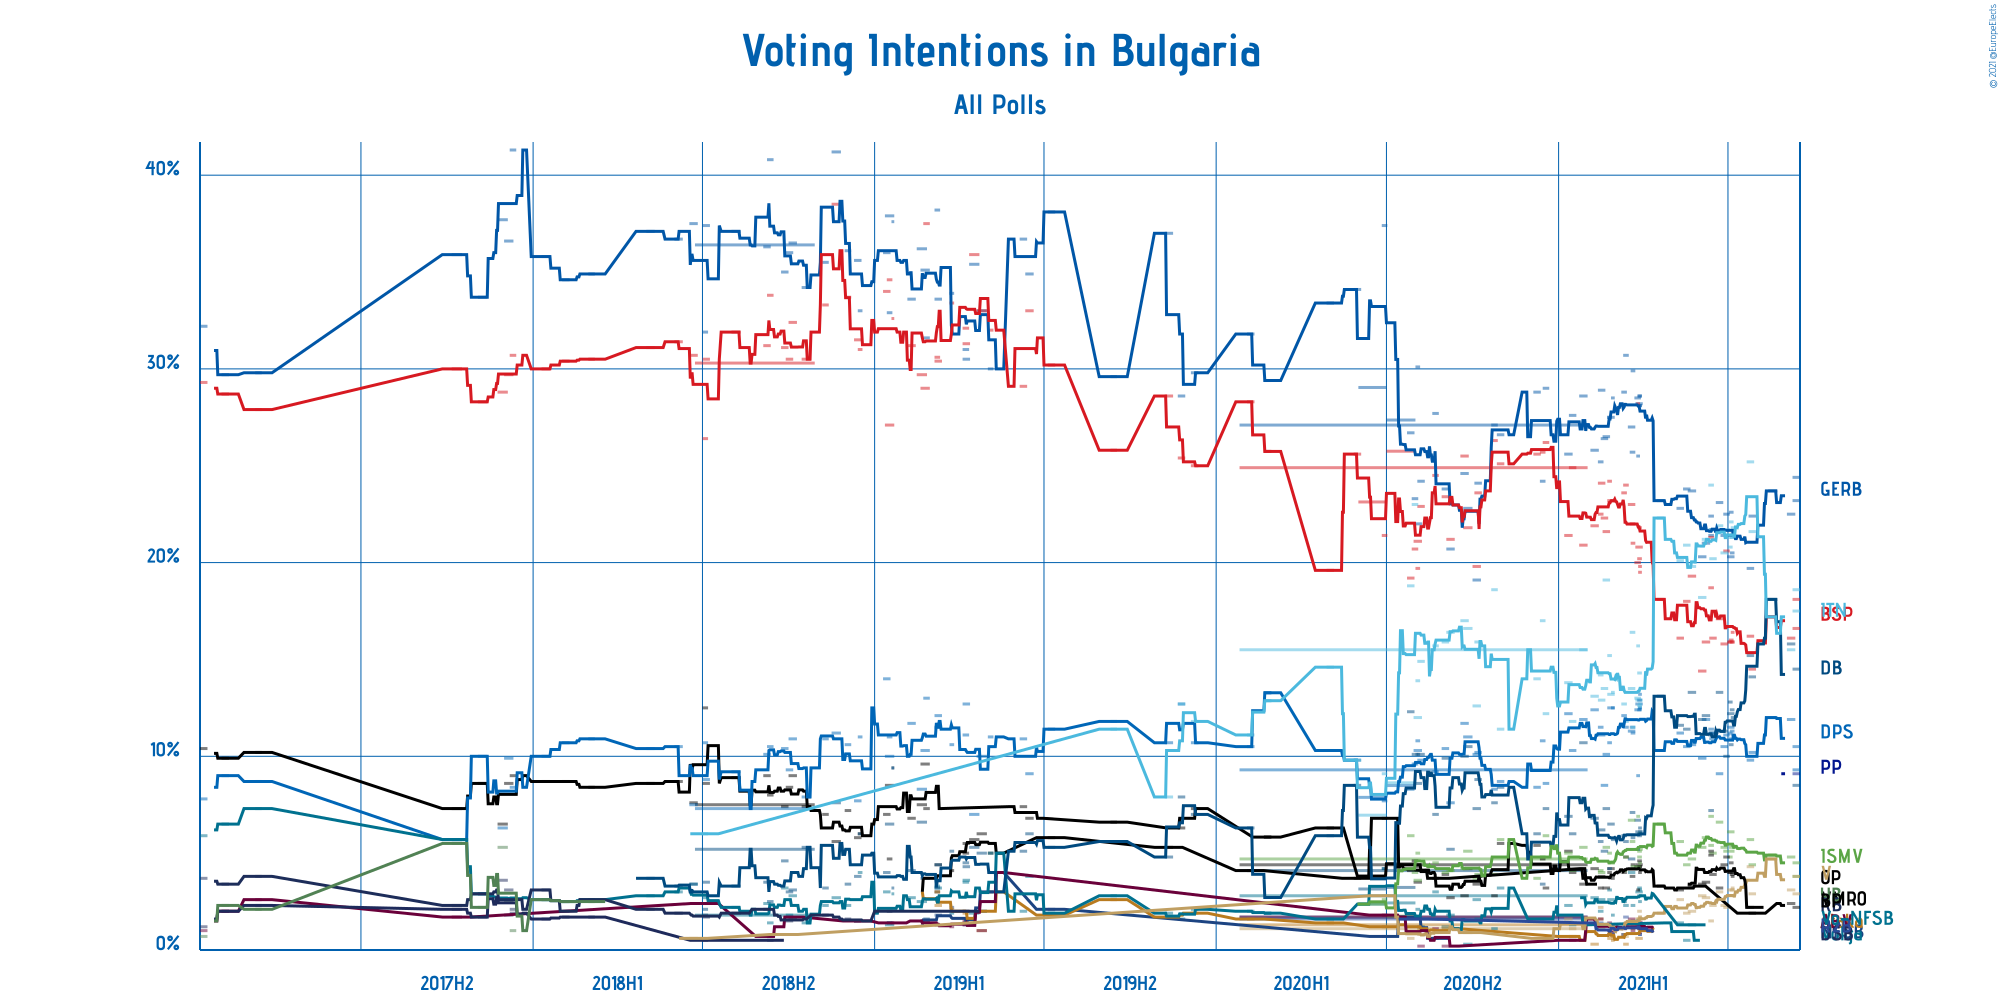 © 2021 @EuropeElects
Voting Intentions in Bulgaria
All Polls
40%
30%
20%
10%
0%
GERB
ITN
BSP
DB
DPS
PP
ISMV
UP
VMRO
NFSB
2017H2
2018H1
2018H2
2019H1
2019H2
2020H1
2020H2
2021H1